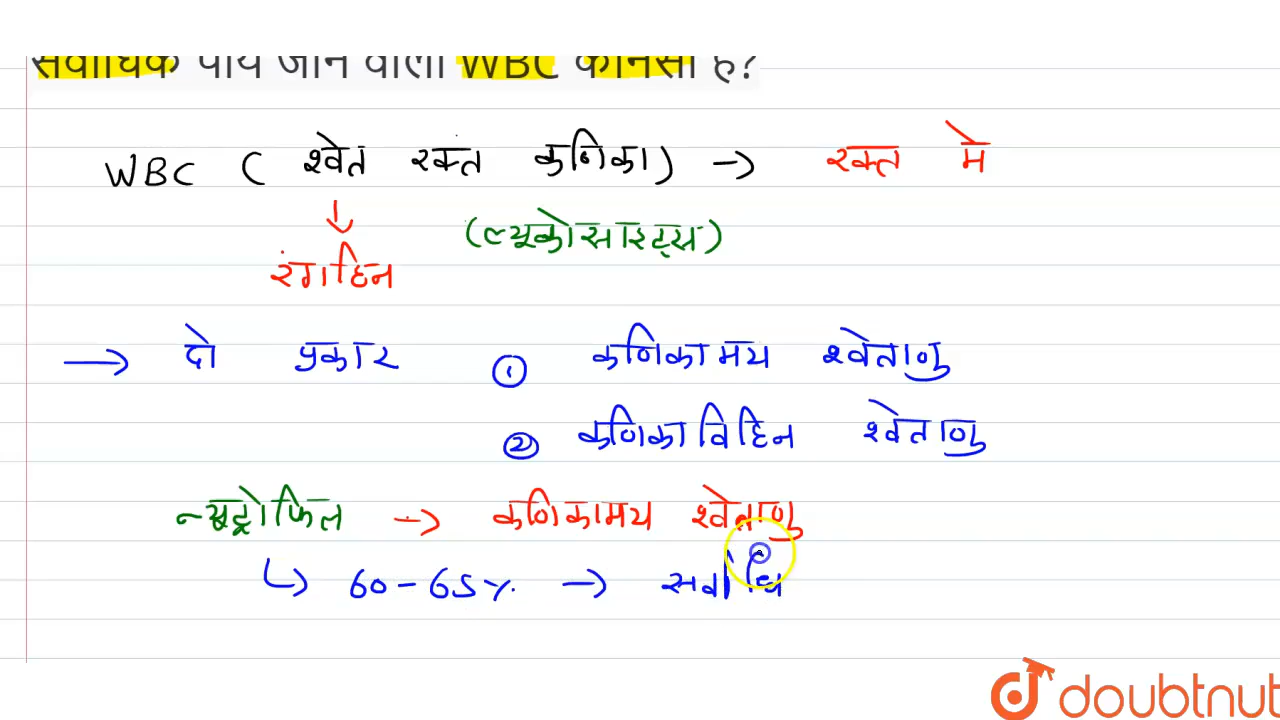 सर्वाधिक पाये जाने वाला WBC कौनसा है?
WBC ( श्वेत रक्त कणिका) → रक्त मे
↓ (ल्यूकोसाइट्स)
रंगहिन
→ दो प्रकार ① कणिकामय श्वेताणु
② कणिकाविहिन श्वेताणु
न्यूट्रोफिल → कणिकामय श्वेताणु
↳ 60-65% → सर्वाधि
doubtnut